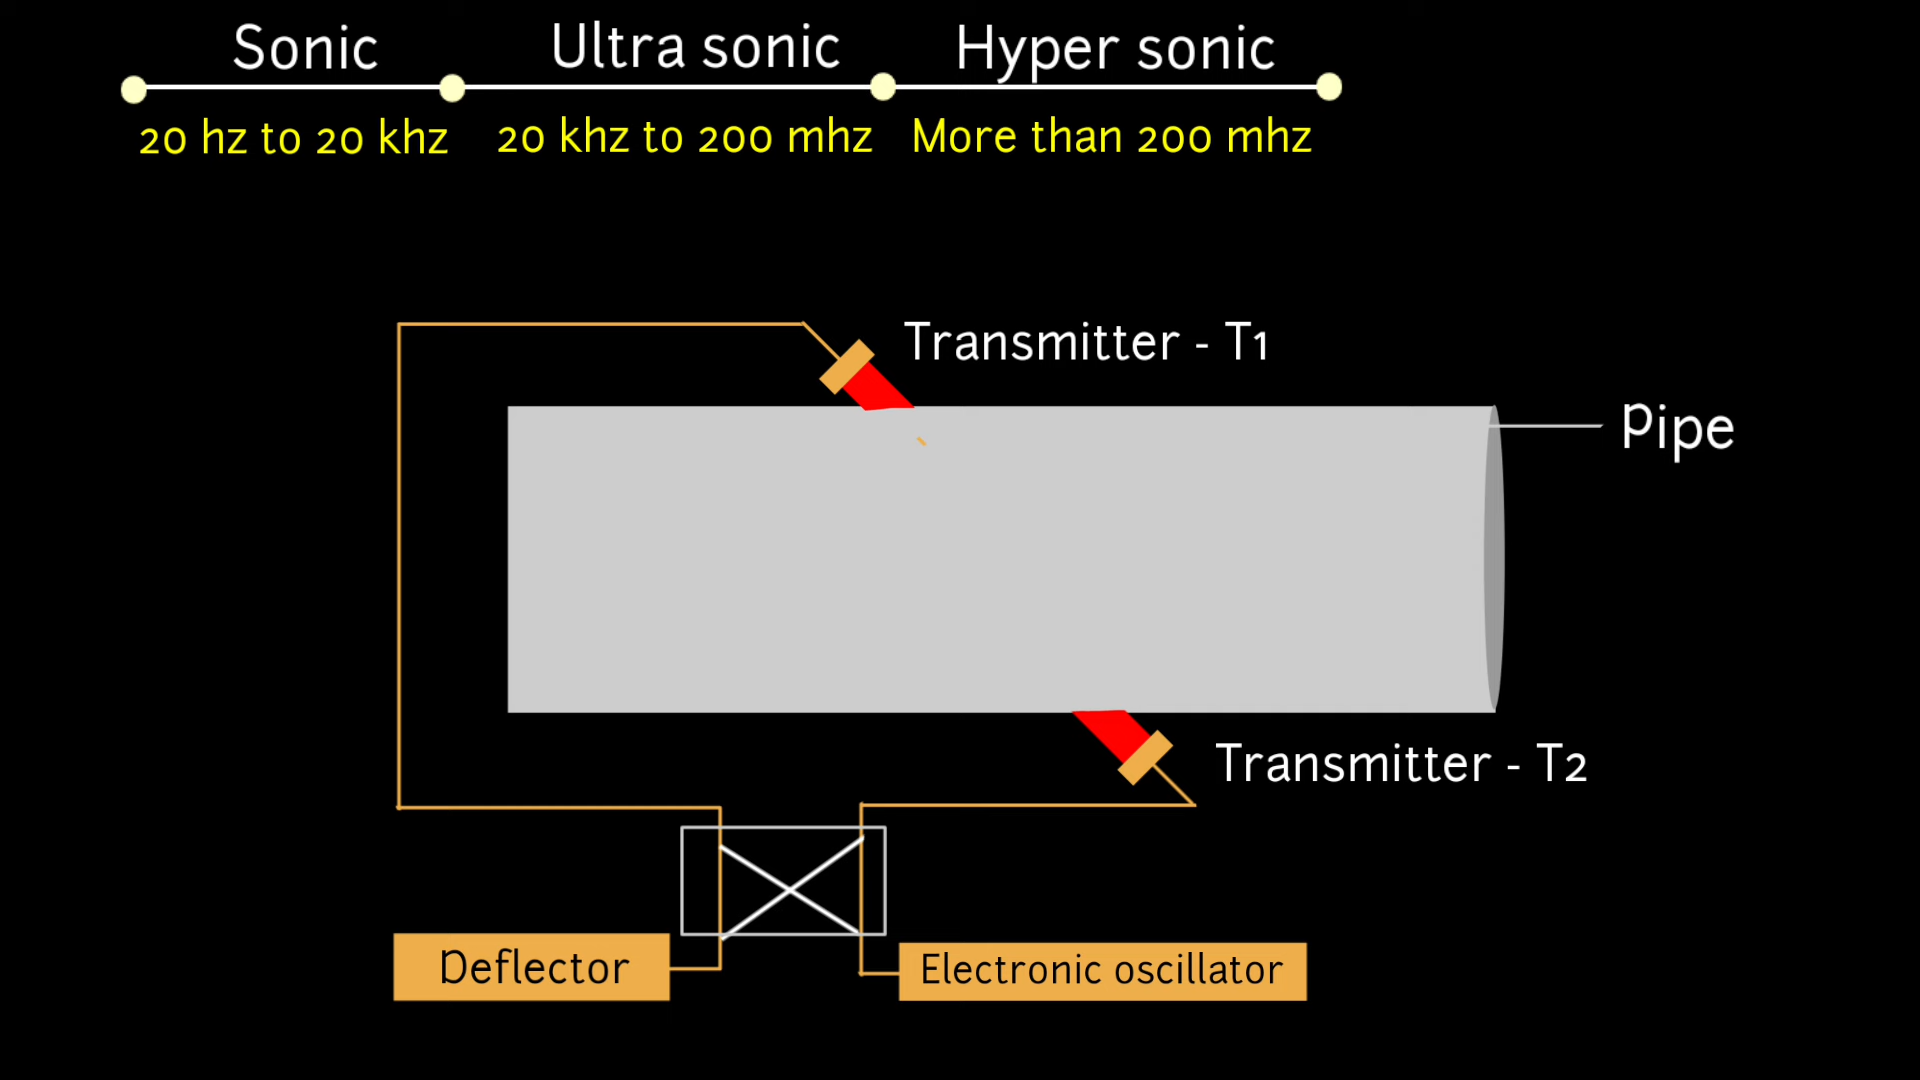 Sonic
Ultra sonic
Hyper sonic
20 hz to 20 khz
20 khz to 200 mhz
More than 200 mhz
Transmitter - T1
Pipe
Transmitter - T2
Deflector
Electronic oscillator